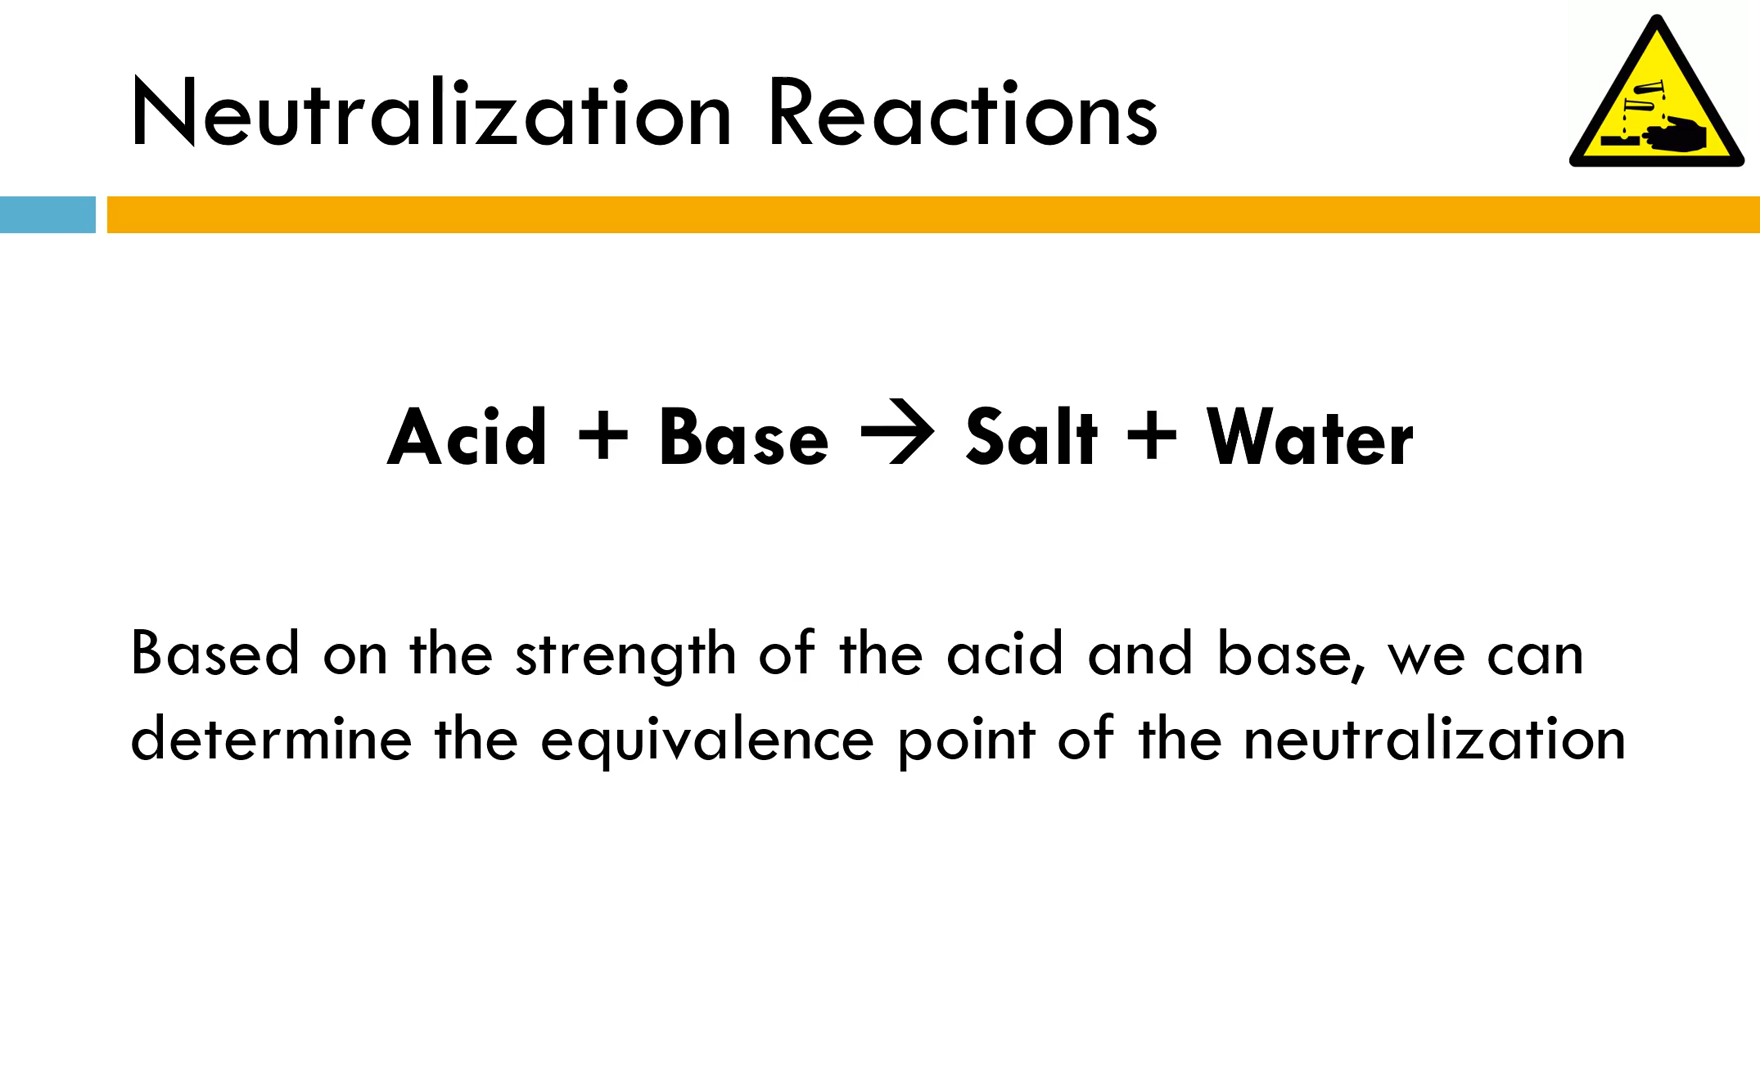 Neutralization Reactions
Acid + Base → Salt + Water
Based on the strength of the acid and base, we can
determine the equivalence point of the neutralization